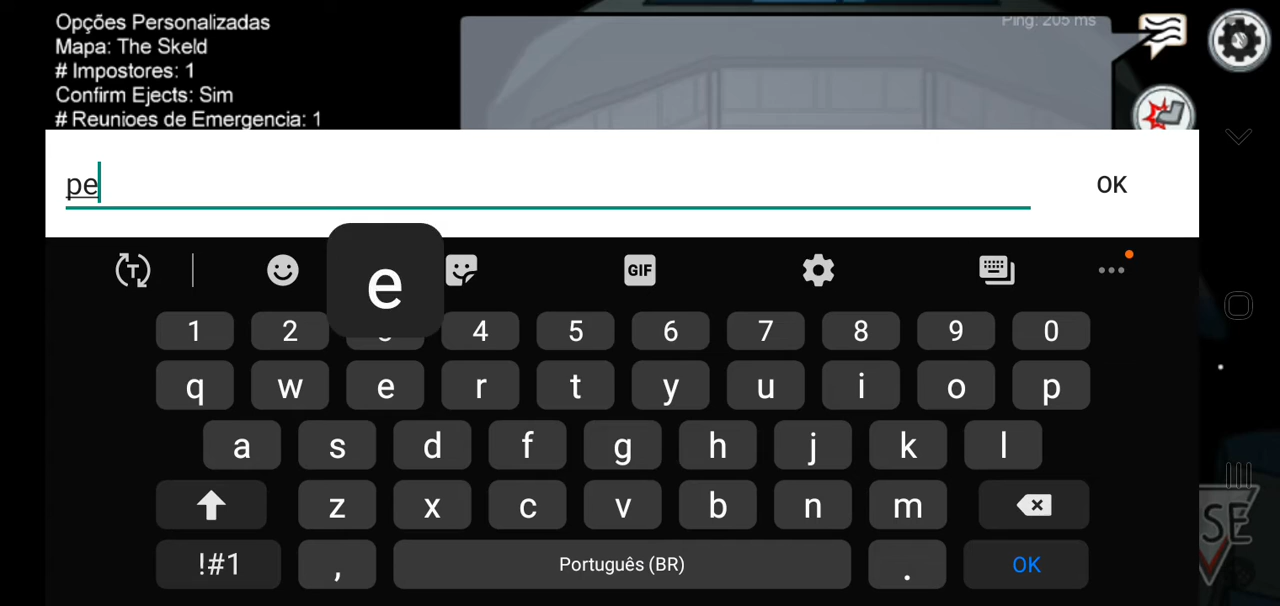 Opções Personalizadas
Ping: 205 ms
Mapa: The Skeld
# Impostores: 1
Confirm Ejects: Sim
# Reunioes de Emergencia: 1
pe
OK
T
GIF
e
1 2 4 5 6 7 8 9 0
q w e r t y u i o p
a s d f g h j k l
z x c v b n m
!#1 , Português (BR) . OK
SE